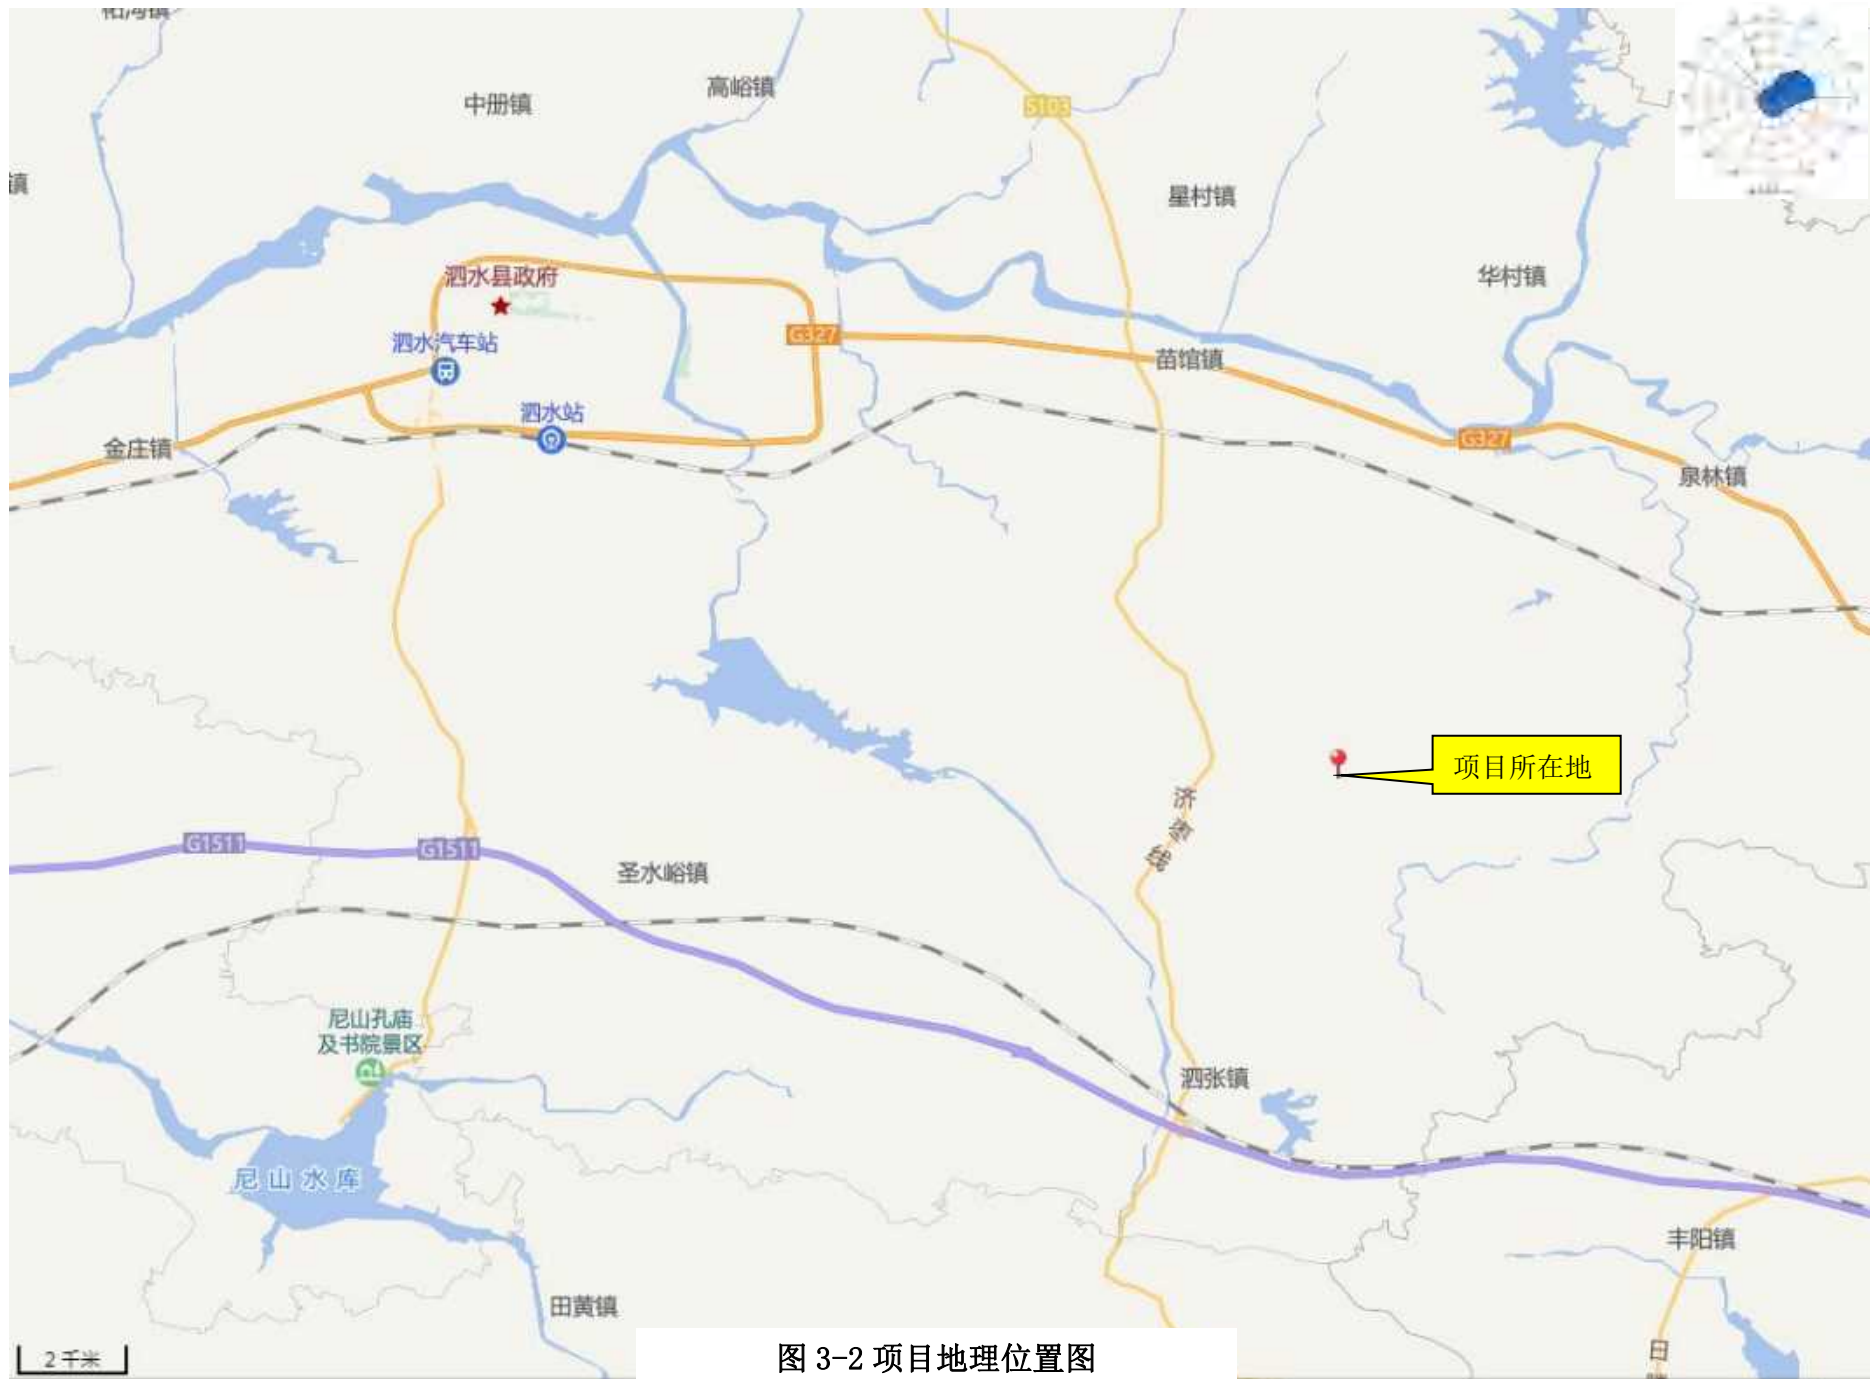 中册镇
高峪镇
S103
镇
星村镇
华村镇
泗水县政府
泗水汽车站
G327
苗馆镇
泗水站
金庄镇
G327
泉林镇
项目所在地
济枣线
G1511
G1511
圣水峪镇
尼山孔庙
及书院景区
泗张镇
尼山水库
丰阳镇
田黄镇
日
2 千米
图 3-2 项目地理位置图